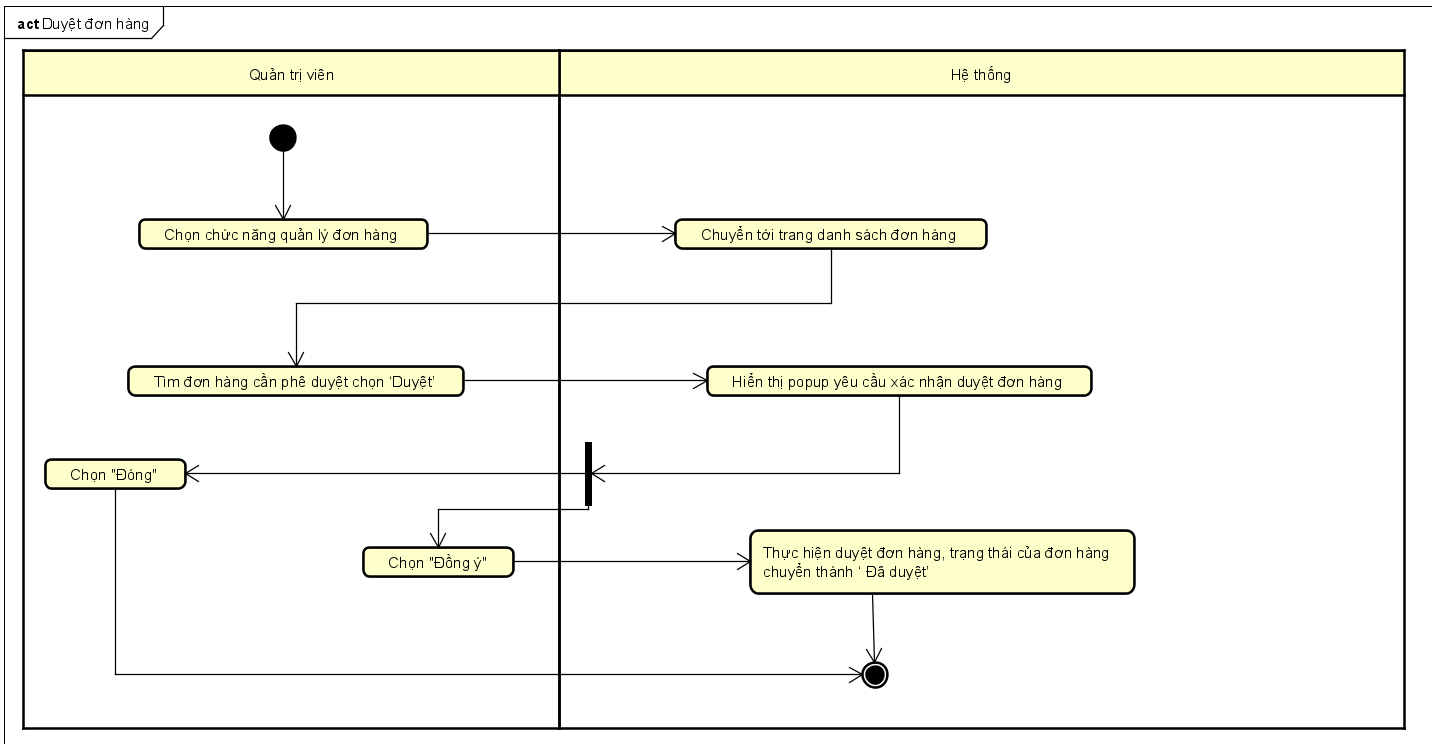 act Duyệt đơn hàng
Quản trị viên
Hệ thống
Chọn chức năng quản lý đơn hàng
Chuyển tới trang danh sách đơn hàng
Tìm đơn hàng cần phê duyệt chọn ‘Duyệt’
Hiển thị popup yêu cầu xác nhận duyệt đơn hàng
Chọn "Đóng"
Chọn "Đồng ý"
Thực hiện duyệt đơn hàng, trạng thái của đơn hàng
chuyển thành ‘ Đã duyệt’